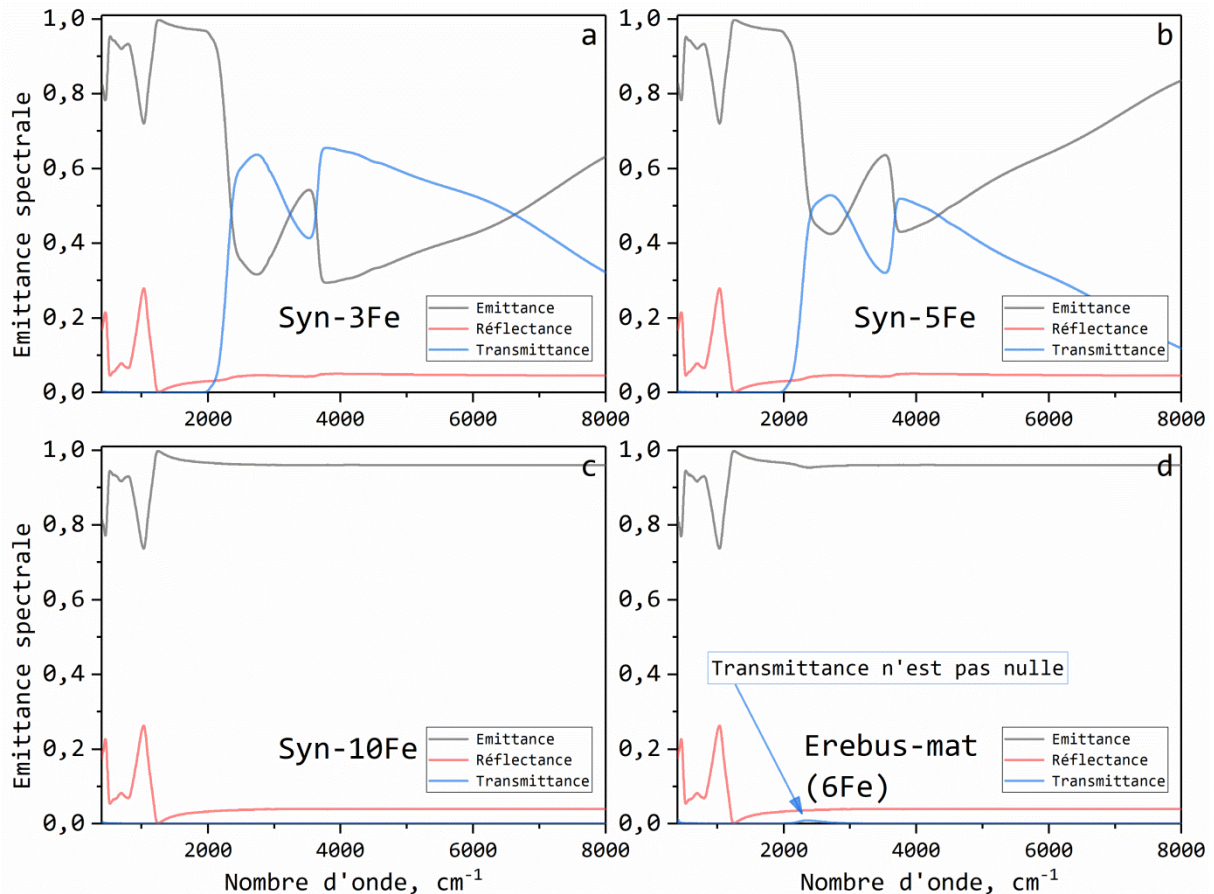 1,0
0,8
0,6
0,4
0,2
0,0
Emittance spectrale
a
Syn-3Fe
Emittance
Réflectance
Transmittance
2000 4000 6000 8000
1,0
0,8
0,6
0,4
0,2
0,0
b
Syn-5Fe
Emittance
Réflectance
Transmittance
2000 4000 6000 8000
1,0
0,8
0,6
0,4
0,2
0,0
Emittance spectrale
c
Syn-10Fe
Emittance
Réflectance
Transmittance
2000 4000 6000 8000
Nombre d'onde, cm⁻¹
1,0
0,8
0,6
0,4
0,2
0,0
d
Transmittance n'est pas nulle
Erebus-mat
(6Fe)
Emittance
Réflectance
Transmittance
2000 4000 6000 8000
Nombre d'onde, cm⁻¹